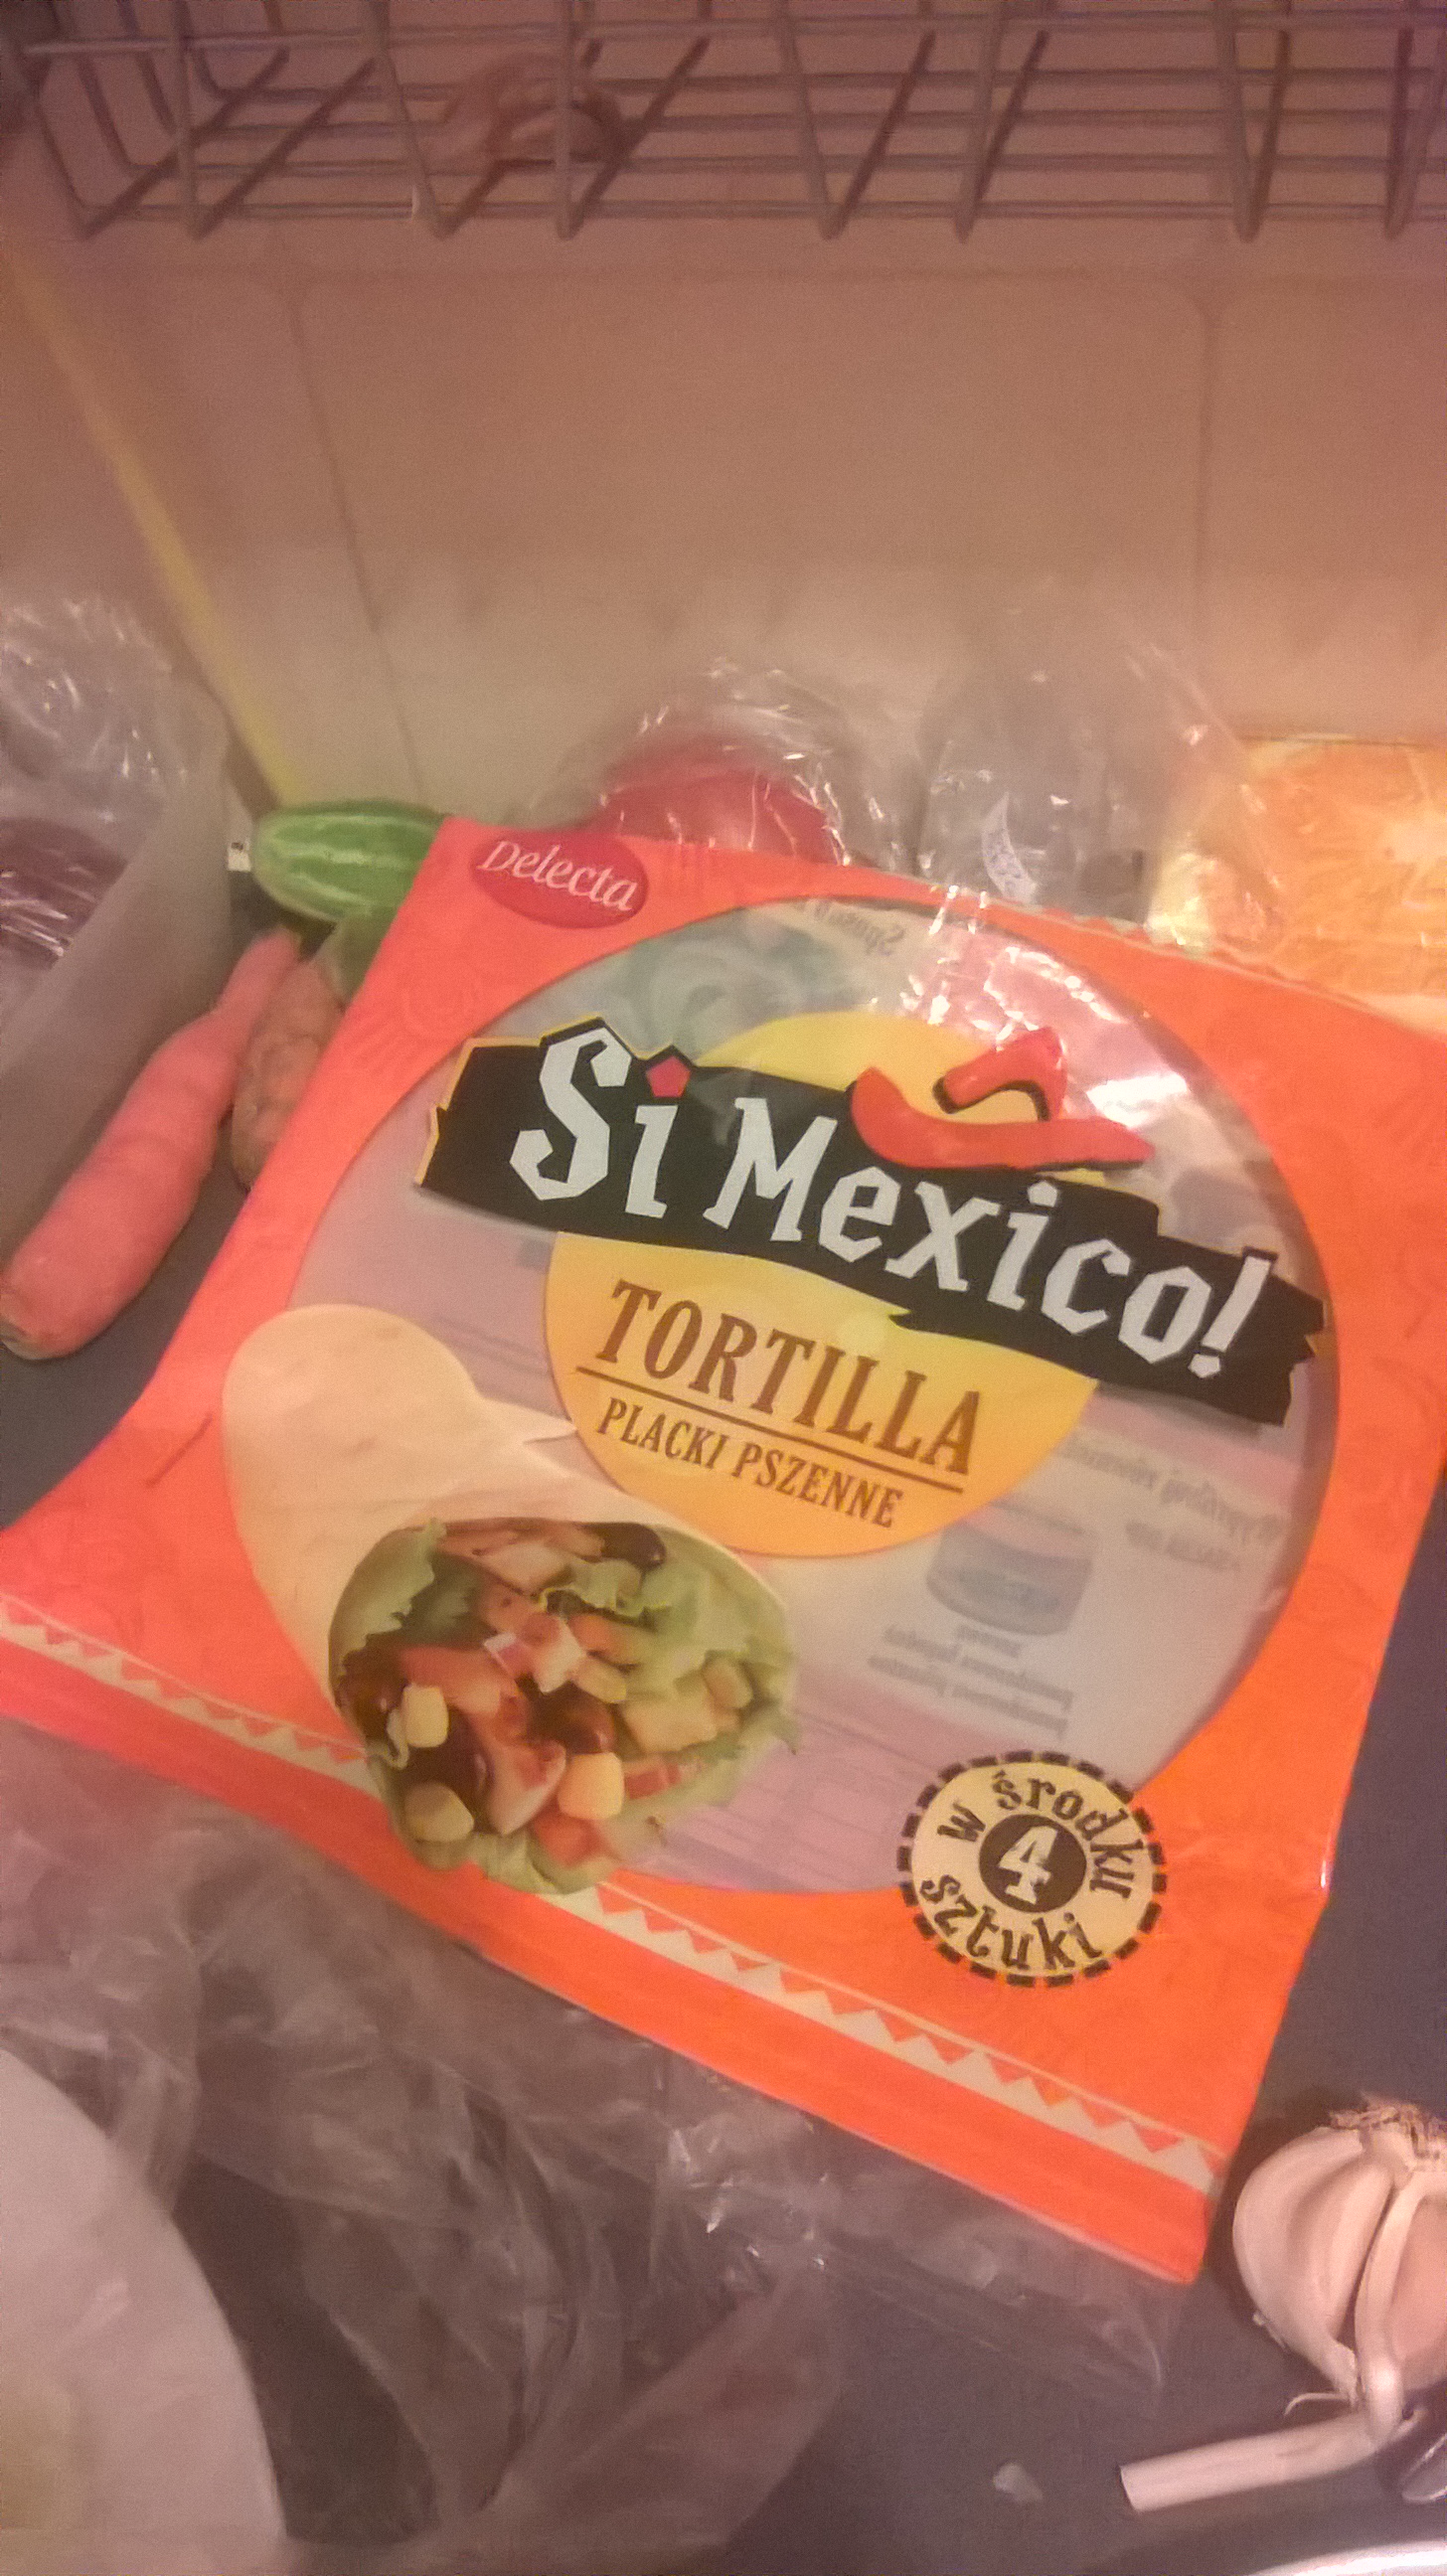 Delecta
Si Mexico!
TORTILLA
PLACKI PSZENNE
w środku
4
sztuki